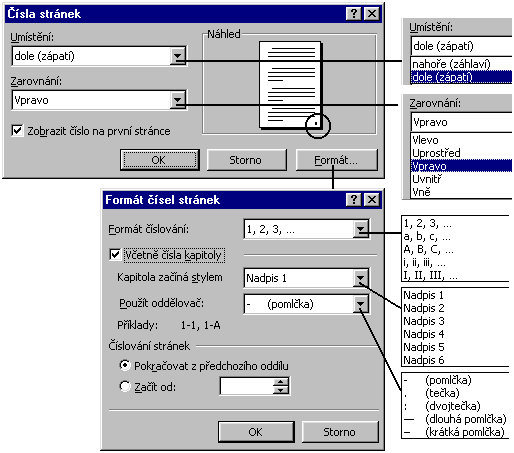 Čísla stránek
Umístění:
dole (zápatí)
Zarovnání:
Vpravo
Zobrazit číslo na první stránce
Náhled
OK
Storno
Formát...
Umístění:
dole (zápatí)
nahoře (záhlaví)
dole (zápatí)
Zarovnání:
Vpravo
Vlevo
Uprostřed
Vpravo
Uvnitř
Vně
Formát čísel stránek
Formát číslování:
1, 2, 3, ...
Včetně čísla kapitoly
Kapitola začíná stylem
Nadpis 1
Použít oddělovač:
- (pomlčka)
Příklady: 1-1, 1-A
Číslování stránek
Pokračovat z předchozího oddílu
Začít od:
OK
Storno
1, 2, 3, ...
a, b, c, ...
A, B, C, ...
i, ii, iii, ...
I, II, III, ...
Nadpis 1
Nadpis 2
Nadpis 3
Nadpis 4
Nadpis 5
Nadpis 6
- (pomlčka)
. (tečka)
: (dvojtečka)
— (dlouhá pomlčka)
– (krátká pomlčka)